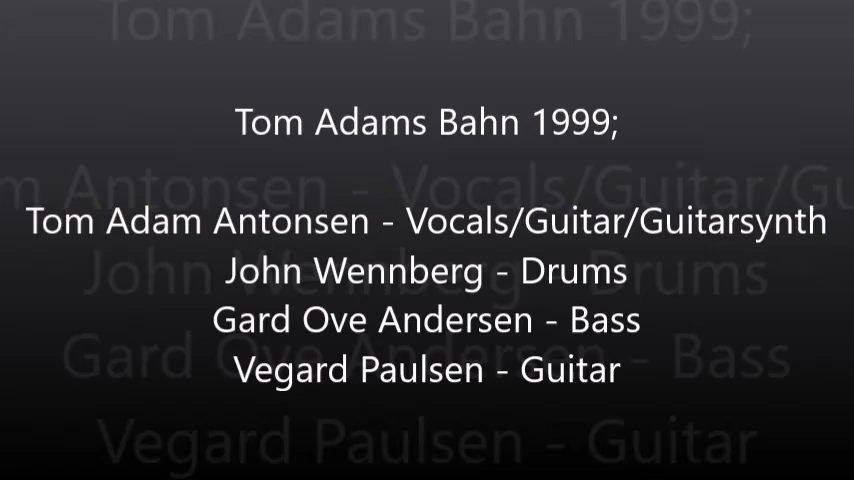 Tom Adams Bahn 1999;
Tom Adam Antonsen - Vocals/Guitar/Guitarsynth
John Wennberg - Drums
Gard Ove Andersen - Bass
Vegard Paulsen - Guitar